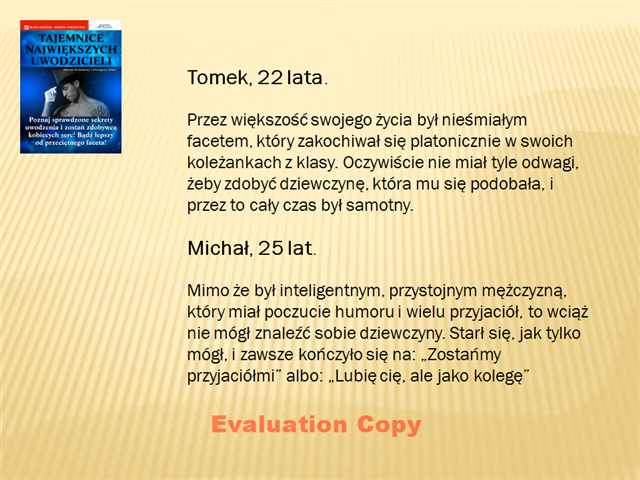 TAJEMNICE
NAJWIĘKSZYCH
UWODZICIELI
Poznaj sprawdzone sekrety
uwodzenia i zostań zdobywcą
kobiecych serc! Bądź lepszy
od przeciętnego faceta!
Tomek, 22 lata.
Przez większość swojego życia był nieśmiałym
facetem, który zakochiwał się platonicznie w swoich
koleżankach z klasy. Oczywiście nie miał tyle odwagi,
żeby zdobyć dziewczynę, która mu się podobała, i
przez to cały czas był samotny.
Michał, 25 lat.
Mimo że był inteligentnym, przystojnym mężczyzną,
który miał poczucie humoru i wielu przyjaciół, to wciąż
nie mógł znaleźć sobie dziewczyny. Starł się, jak tylko
mógł, i zawsze kończyło się na: „Zostańmy
przyjaciółmi” albo: „Lubię cię, ale jako kolegę”
Evaluation Copy